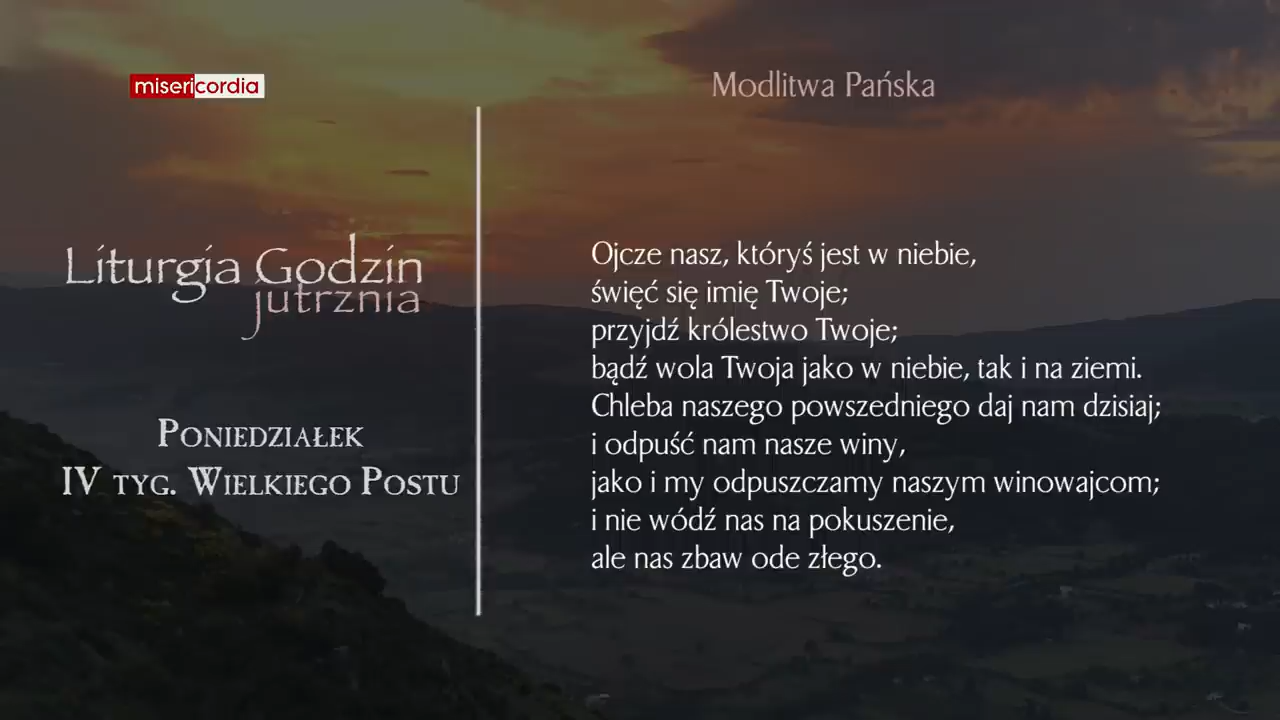 misericordia
Modlitwa Pańska
Liturgia Godzin
jutrznia
Poniedziałek
IV tyg. Wielkiego Postu
Ojcze nasz, któryś jest w niebie,
święć się imię Twoje;
przyjdź królestwo Twoje;
bądź wola Twoja jako w niebie, tak i na ziemi.
Chleba naszego powszedniego daj nam dzisiaj;
i odpuść nam nasze winy,
jako i my odpuszczamy naszym winowajcom;
i nie wódź nas na pokuszenie,
ale nas zbaw ode złego.